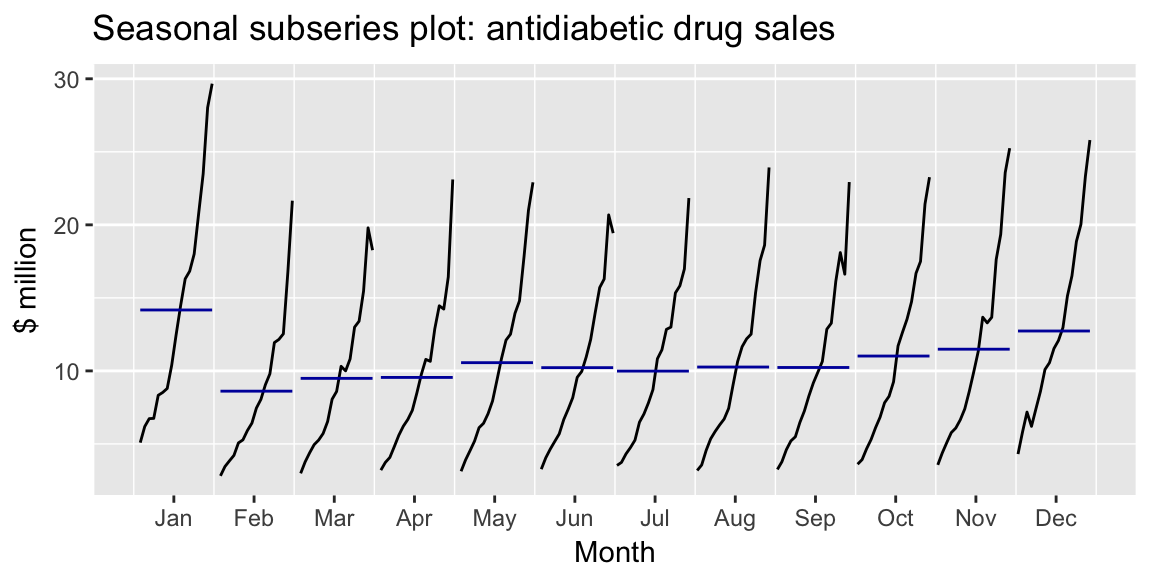 Seasonal subseries plot: antidiabetic drug sales
$ million
30
20
10
Jan Feb Mar Apr May Jun Jul Aug Sep Oct Nov Dec
Month